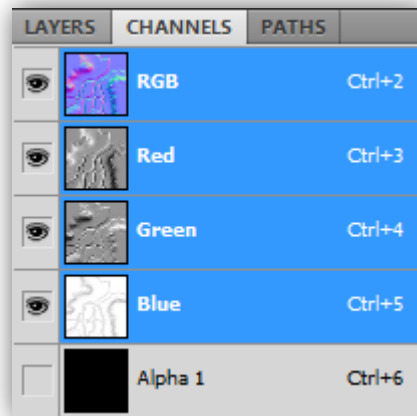 LAYERS CHANNELS PATHS
RGB Ctrl+2
Red Ctrl+3
Green Ctrl+4
Blue Ctrl+5
Alpha 1 Ctrl+6